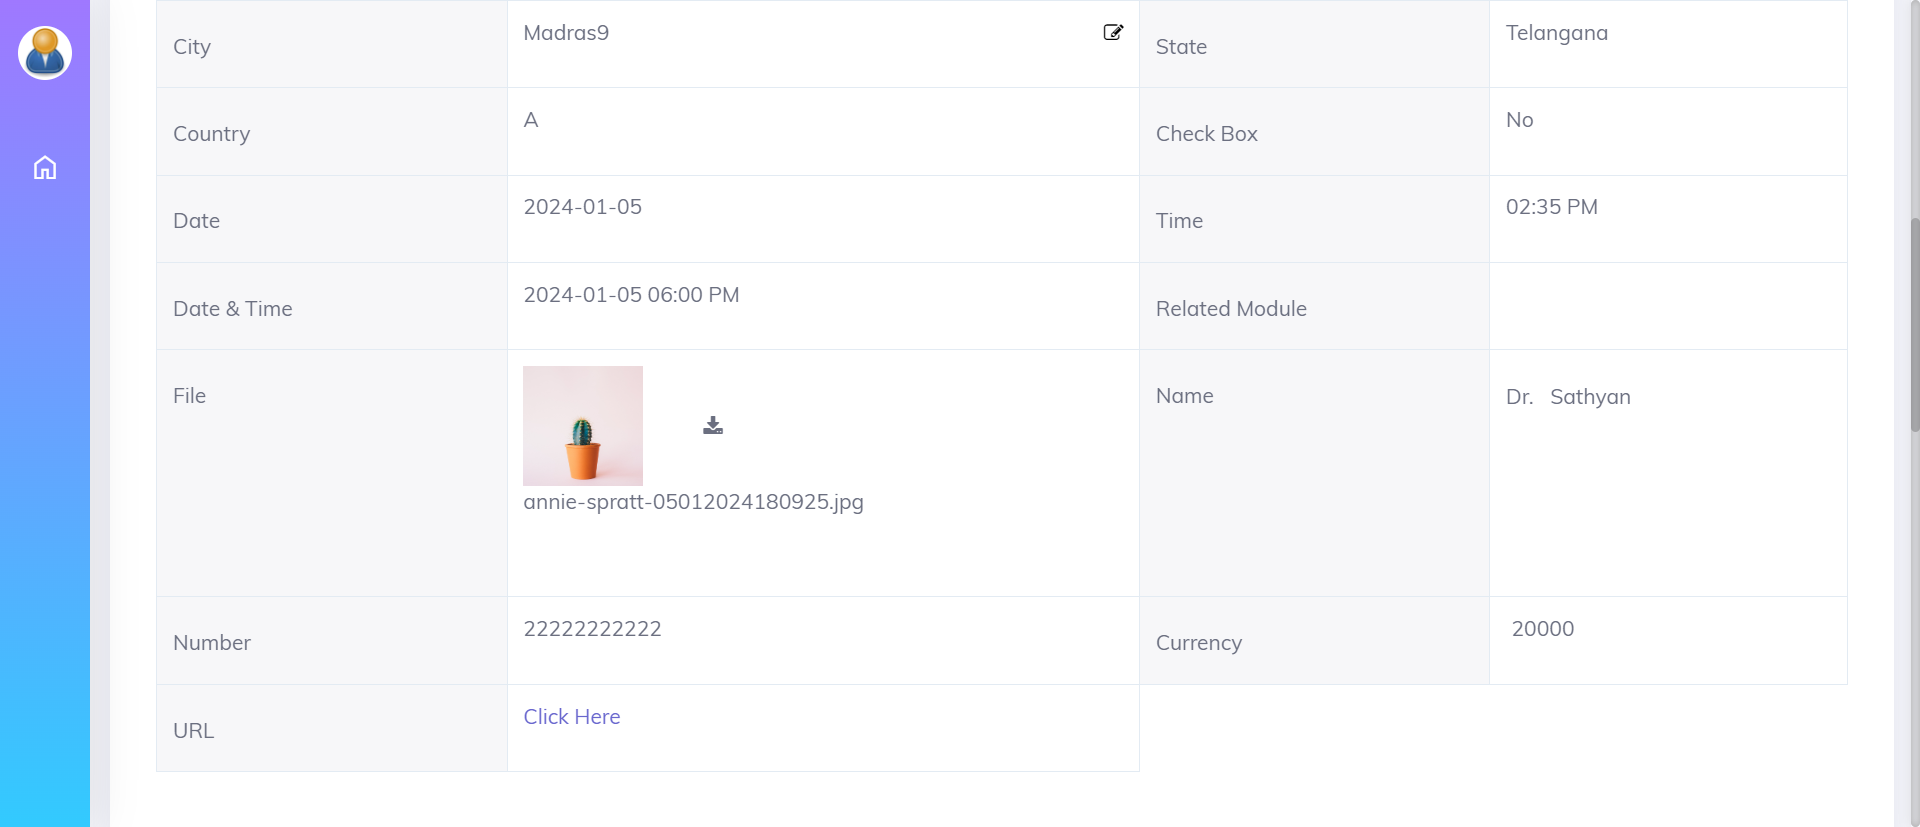 City Madras9 State Telangana
Country A Check Box No
Date 2024-01-05 Time 02:35 PM
Date & Time 2024-01-05 06:00 PM Related Module
File Name Dr. Sathyan
annie-spratt-05012024180925.jpg
Number 22222222222 Currency 20000
URL Click Here